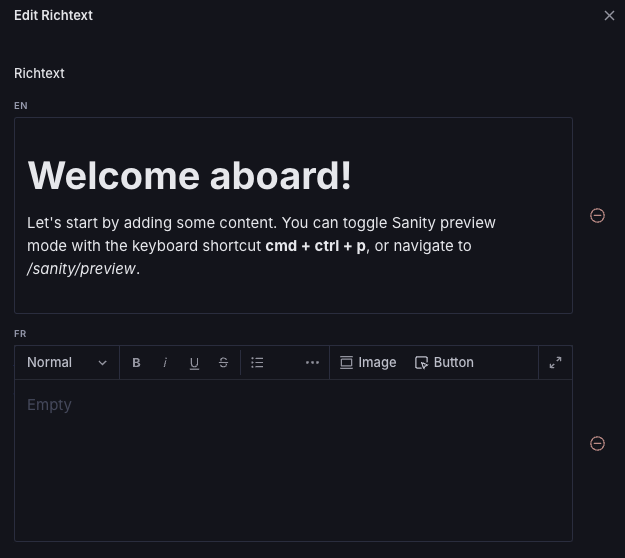 Edit Richtext
Richtext
EN
Welcome aboard!
Let's start by adding some content. You can toggle Sanity preview
mode with the keyboard shortcut cmd + ctrl + p, or navigate to
/sanity/preview.
FR
Normal B i U S Image Button
Empty